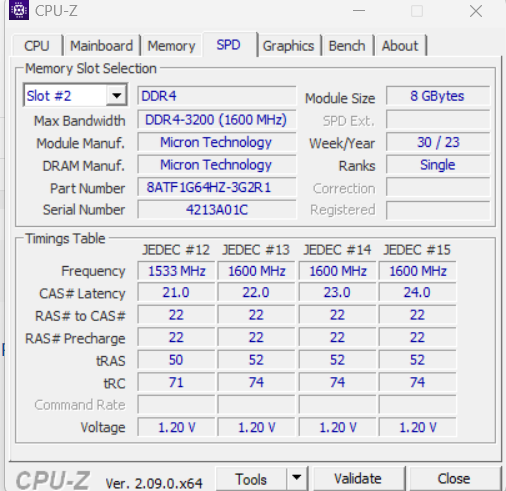 CPU-Z
CPU Mainboard Memory SPD Graphics Bench About
Memory Slot Selection
Slot #2 DDR4 Module Size 8 GBytes
Max Bandwidth DDR4-3200 (1600 MHz) SPD Ext.
Module Manuf. Micron Technology Week/Year 30 / 23
DRAM Manuf. Micron Technology Ranks Single
Part Number 8ATF1G64HZ-3G2R1 Correction
Serial Number 4213A01C Registered
Timings Table
JEDEC #12 JEDEC #13 JEDEC #14 JEDEC #15
Frequency 1533 MHz 1600 MHz 1600 MHz 1600 MHz
CAS# Latency 21.0 22.0 23.0 24.0
RAS# to CAS# 22 22 22 22
RAS# Precharge 22 22 22 22
tRAS 50 52 52 52
tRC 71 74 74 74
Command Rate
Voltage 1.20 V 1.20 V 1.20 V 1.20 V
CPU-Z Ver. 2.09.0.x64 Tools Validate Close